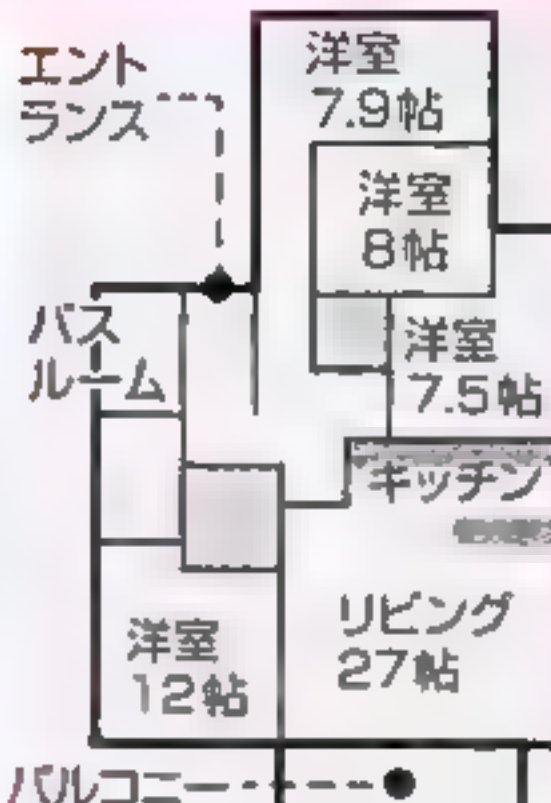 エント
ランス
洋室
7.9帖
洋室
8帖
バス
ルーム
洋室
7.5帖
キッチン
リビング
27帖
洋室
12帖
バルコニー